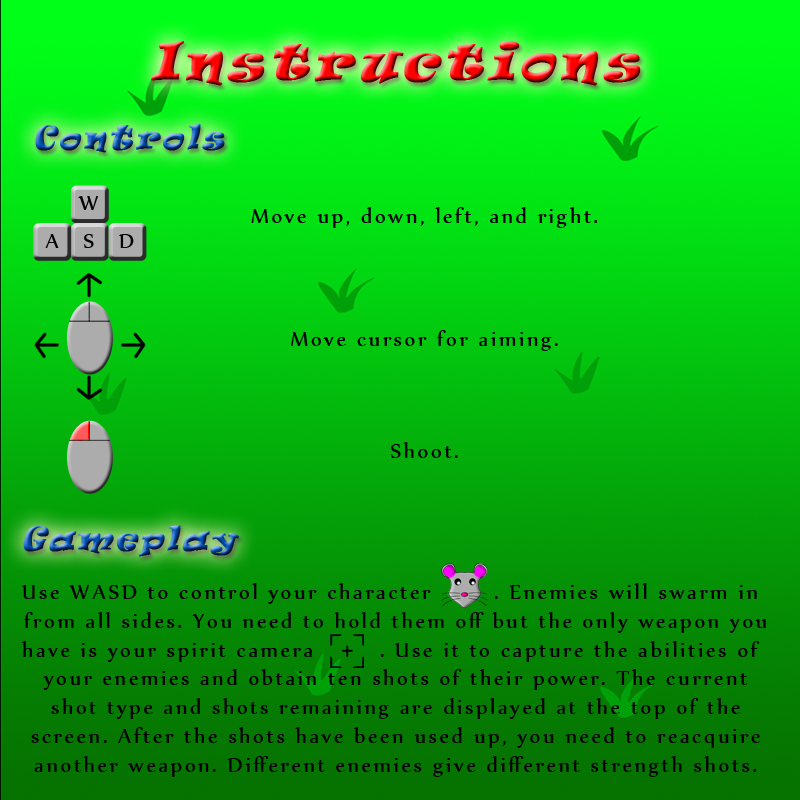 Instructions
Controls
W
A S D
Move up, down, left, and right.
Move cursor for aiming.
Shoot.
Gameplay
Use WASD to control your character . Enemies will swarm in
from all sides. You need to hold them off but the only weapon you
have is your spirit camera . Use it to capture the abilities of
your enemies and obtain ten shots of their power. The current
shot type and shots remaining are displayed at the top of the
screen. After the shots have been used up, you need to reacquire
another weapon. Different enemies give different strength shots.